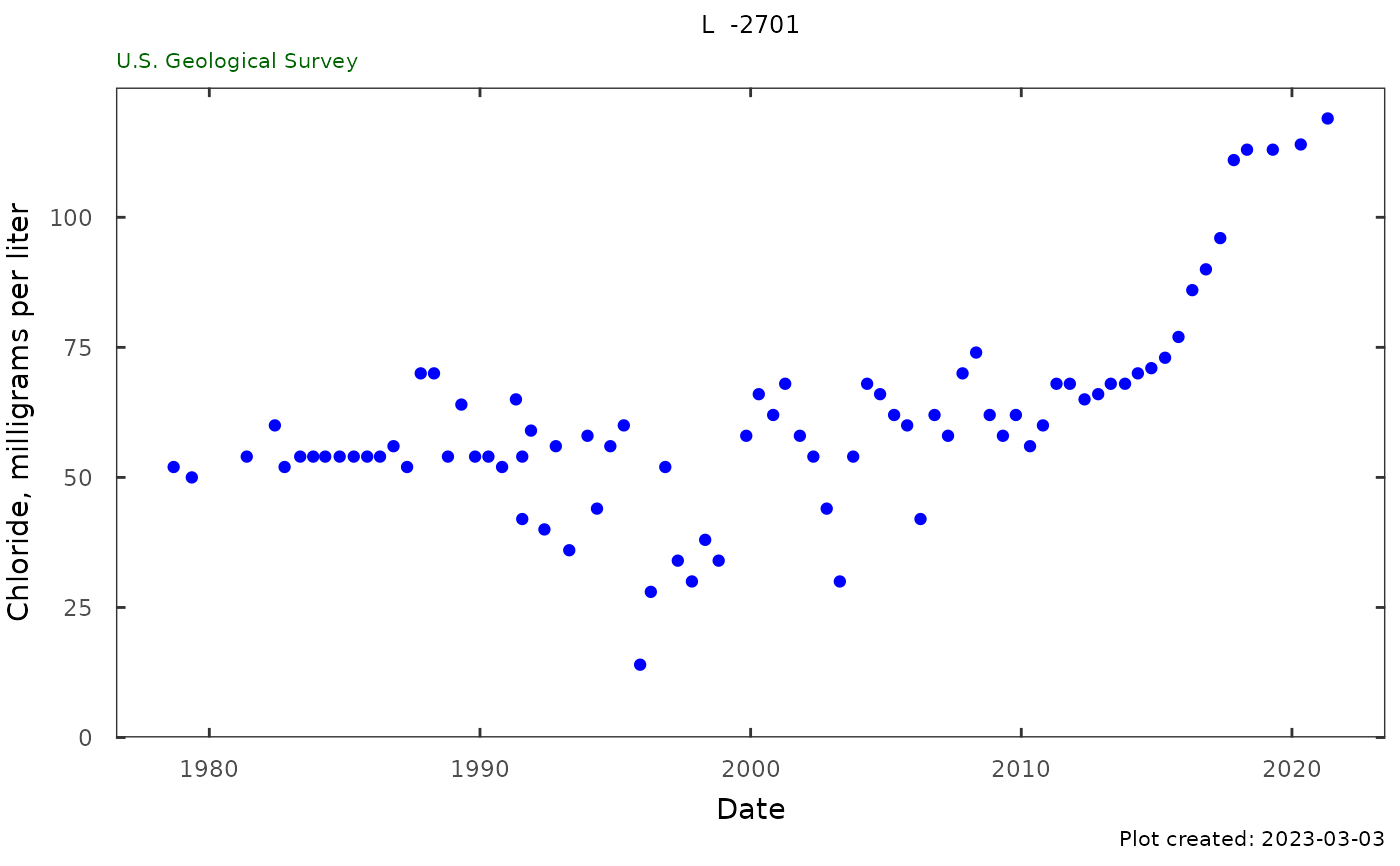 L  -2701
U.S. Geological Survey
Chloride, milligrams per liter
100
75
50
25
0
1980 1990 2000 2010 2020
Date
Plot created: 2023-03-03